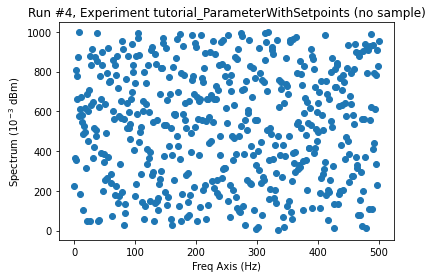 Run #4, Experiment tutorial_ParameterWithSetpoints (no sample)
1000
800
600
400
200
0
Spectrum (10⁻³ dBm)
0 100 200 300 400 500
Freq Axis (Hz)